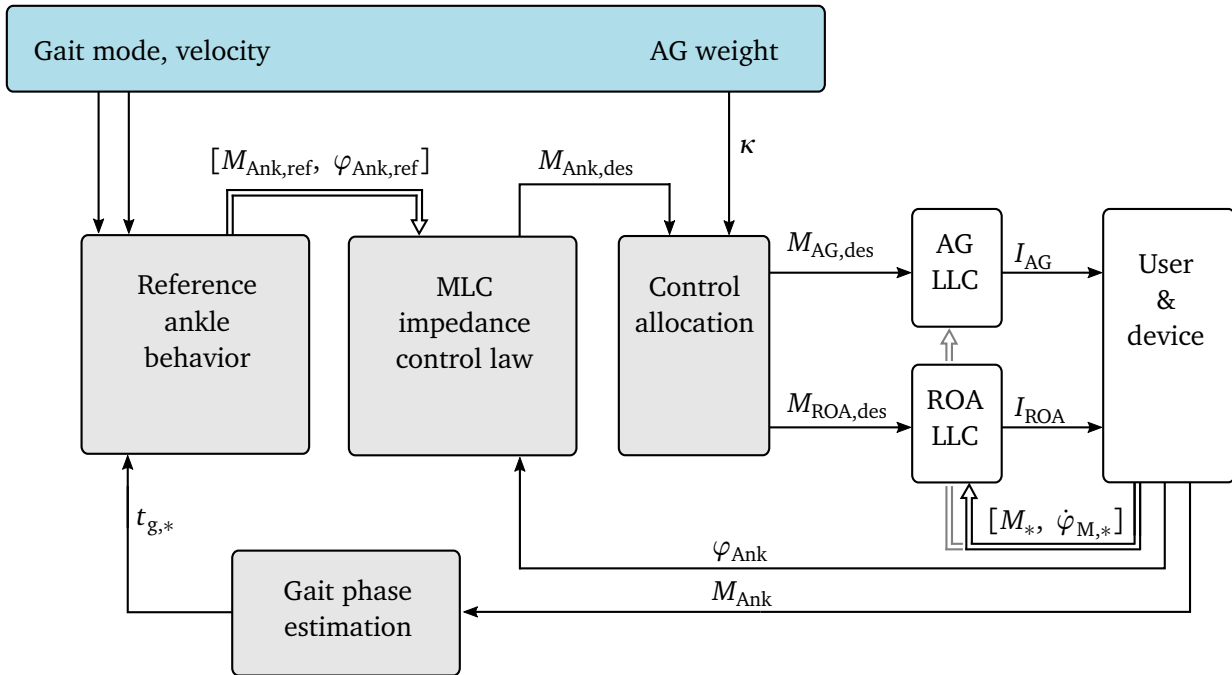 Gait mode, velocity AG weight
κ
[M_Ank,ref, φ_Ank,ref] M_Ank,des
Reference
ankle
behavior
MLC
impedance
control law
Control
allocation
M_AG,des
AG
LLC
I_AG
User
&
device
M_ROA,des
ROA
LLC
I_ROA
[M_∗, φ̇_M,∗]
t_g,∗
φ_Ank
M_Ank
Gait phase
estimation